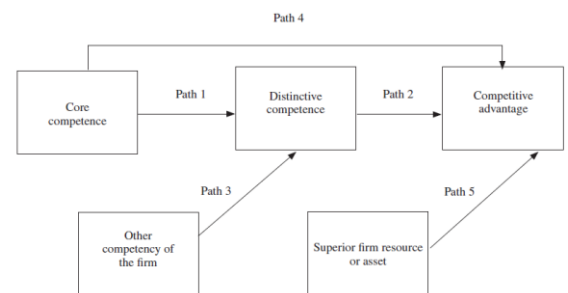 Path 4
Core
competence
Path 1
Distinctive
competence
Path 2
Competitive
advantage
Path 3
Path 5
Other
competency of
the firm
Superior firm resource
or asset